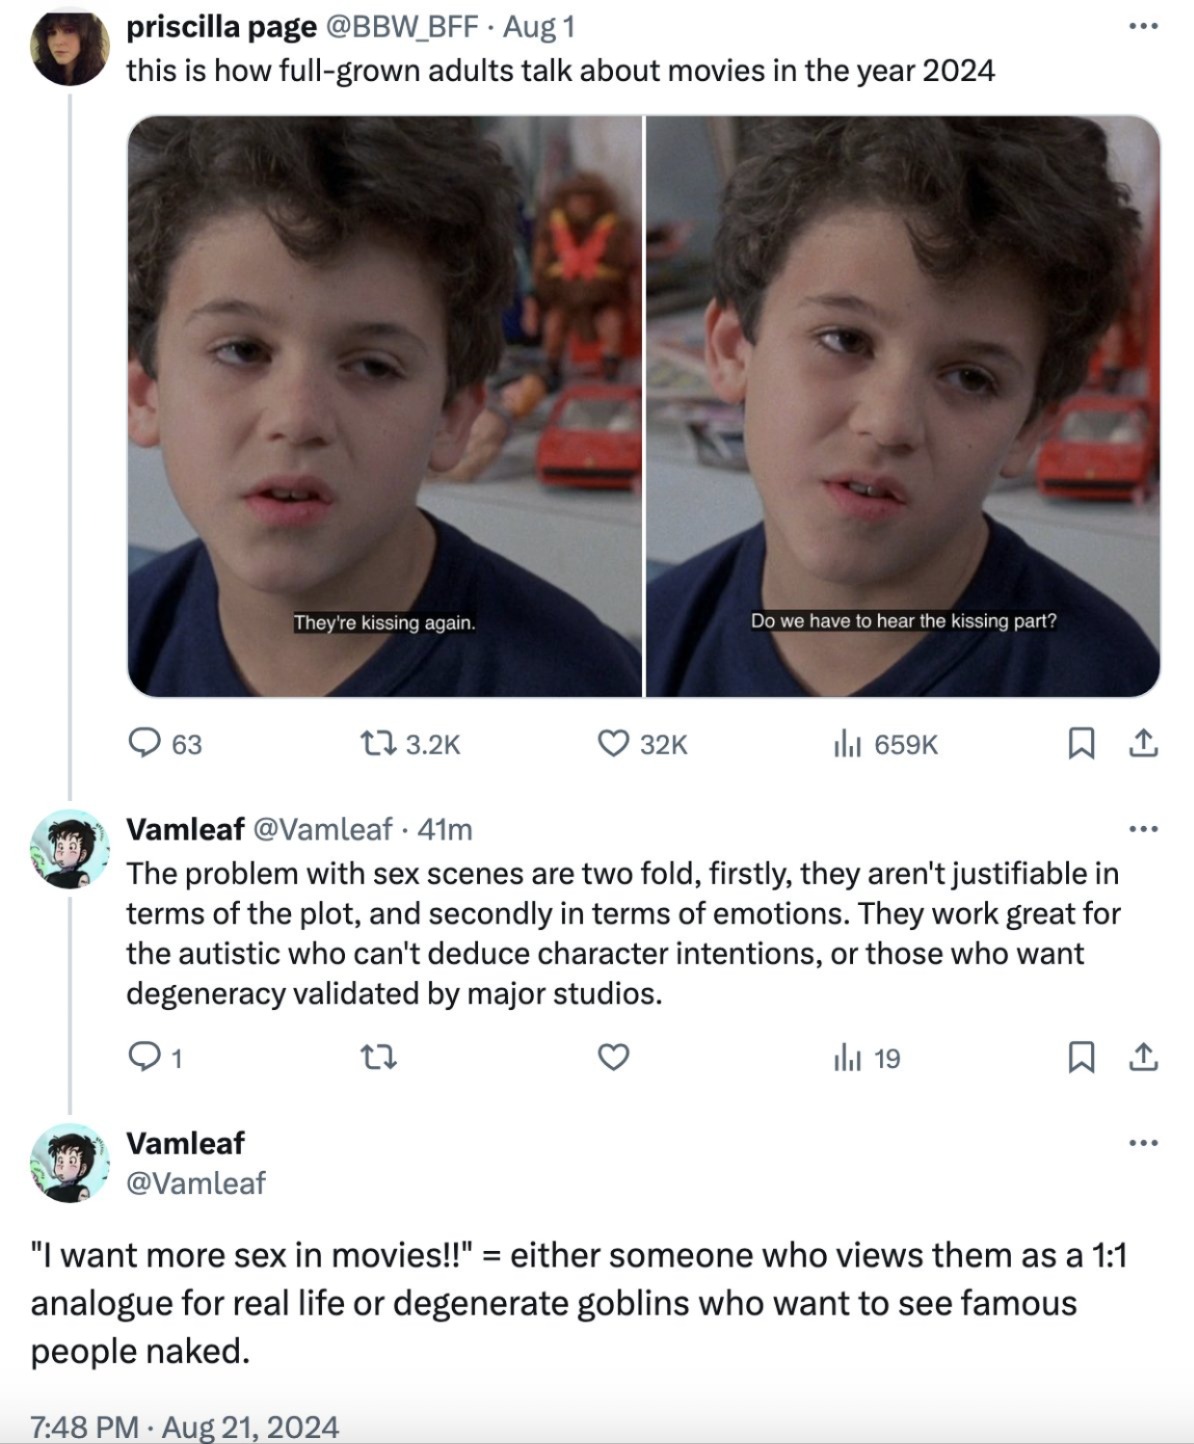 priscilla page @BBW_BFF · Aug 1
this is how full-grown adults talk about movies in the year 2024
They're kissing again.
Do we have to hear the kissing part?
63 3.2K 32K 659K
Vamleaf @Vamleaf · 41m
The problem with sex scenes are two fold, firstly, they aren't justifiable in
terms of the plot, and secondly in terms of emotions. They work great for
the autistic who can't deduce character intentions, or those who want
degeneracy validated by major studios.
1 19
Vamleaf
@Vamleaf
"I want more sex in movies!!" = either someone who views them as a 1:1
analogue for real life or degenerate goblins who want to see famous
people naked.
7:48 PM · Aug 21, 2024